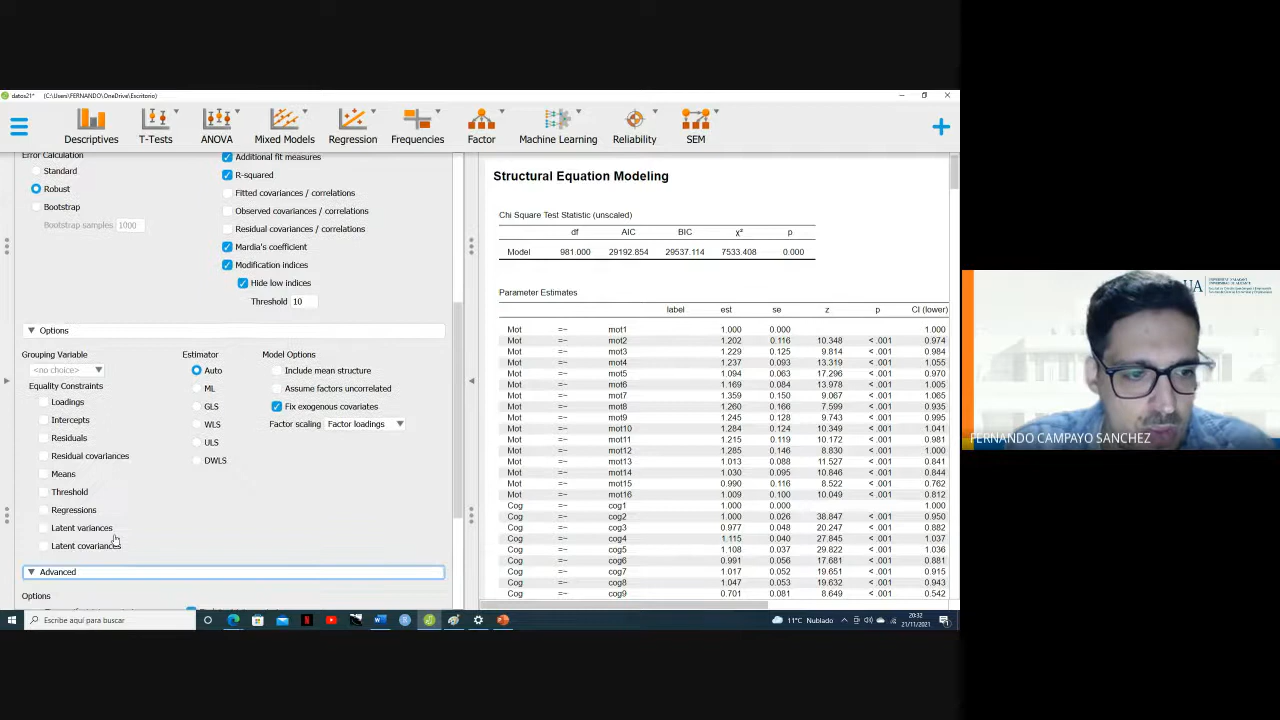 datos21* (C:\Users\FERNANDO\OneDrive\Escritorio)
Descriptives T-Tests ANOVA Mixed Models Regression Frequencies Factor Machine Learning Reliability SEM
Error Calculation
Standard
Robust
Bootstrap
Bootstrap samples 1000
Additional fit measures
R-squared
Fitted covariances / correlations
Observed covariances / correlations
Residual covariances / correlations
Mardia's coefficient
Modification indices
Hide low indices
Threshold 10
Options
Grouping Variable
<no choice>
Equality Constraints
Loadings
Intercepts
Residuals
Residual covariances
Means
Threshold
Regressions
Latent variances
Latent covariances
Estimator
Auto
ML
GLS
WLS
ULS
DWLS
Model Options
Include mean structure
Assume factors uncorrelated
Fix exogenous covariates
Factor scaling Factor loadings
Advanced
Options
Structural Equation Modeling
Chi Square Test Statistic (unscaled)
df AIC BIC χ² p
Model 981.000 29192.854 29537.114 7533.408 0.000
Parameter Estimates
label est se z p CI (lower)
Mot =~ mot1 1.000 0.000 1.000
Mot =~ mot2 1.202 0.116 10.348 < .001 0.974
Mot =~ mot3 1.229 0.125 9.814 < .001 0.984
Mot =~ mot4 1.237 0.093 13.319 < .001 1.055
Mot =~ mot5 1.094 0.063 17.296 < .001 0.970
Mot =~ mot6 1.169 0.084 13.978 < .001 1.005
Mot =~ mot7 1.359 0.150 9.067 < .001 1.065
Mot =~ mot8 1.260 0.166 7.599 < .001 0.935
Mot =~ mot9 1.245 0.128 9.743 < .001 0.995
Mot =~ mot10 1.284 0.124 10.349 < .001 1.041
Mot =~ mot11 1.215 0.119 10.172 < .001 0.981
Mot =~ mot12 1.285 0.146 8.830 < .001 1.000
Mot =~ mot13 1.013 0.088 11.527 < .001 0.841
Mot =~ mot14 1.030 0.095 10.846 < .001 0.844
Mot =~ mot15 0.990 0.116 8.522 < .001 0.762
Mot =~ mot16 1.009 0.100 10.049 < .001 0.812
Cog =~ cog1 1.000 0.000 1.000
Cog =~ cog2 1.000 0.026 38.847 < .001 0.950
Cog =~ cog3 0.977 0.048 20.247 < .001 0.882
Cog =~ cog4 1.115 0.040 27.845 < .001 1.037
Cog =~ cog5 1.108 0.037 29.822 < .001 1.036
Cog =~ cog6 0.991 0.056 17.681 < .001 0.881
Cog =~ cog7 1.017 0.052 19.651 < .001 0.915
Cog =~ cog8 1.047 0.053 19.632 < .001 0.943
Cog =~ cog9 0.701 0.081 8.649 < .001 0.542
Escribe aquí para buscar
11°C Nublado
20:32
21/11/2021
UA
FERNANDO CAMPAYO SANCHEZ